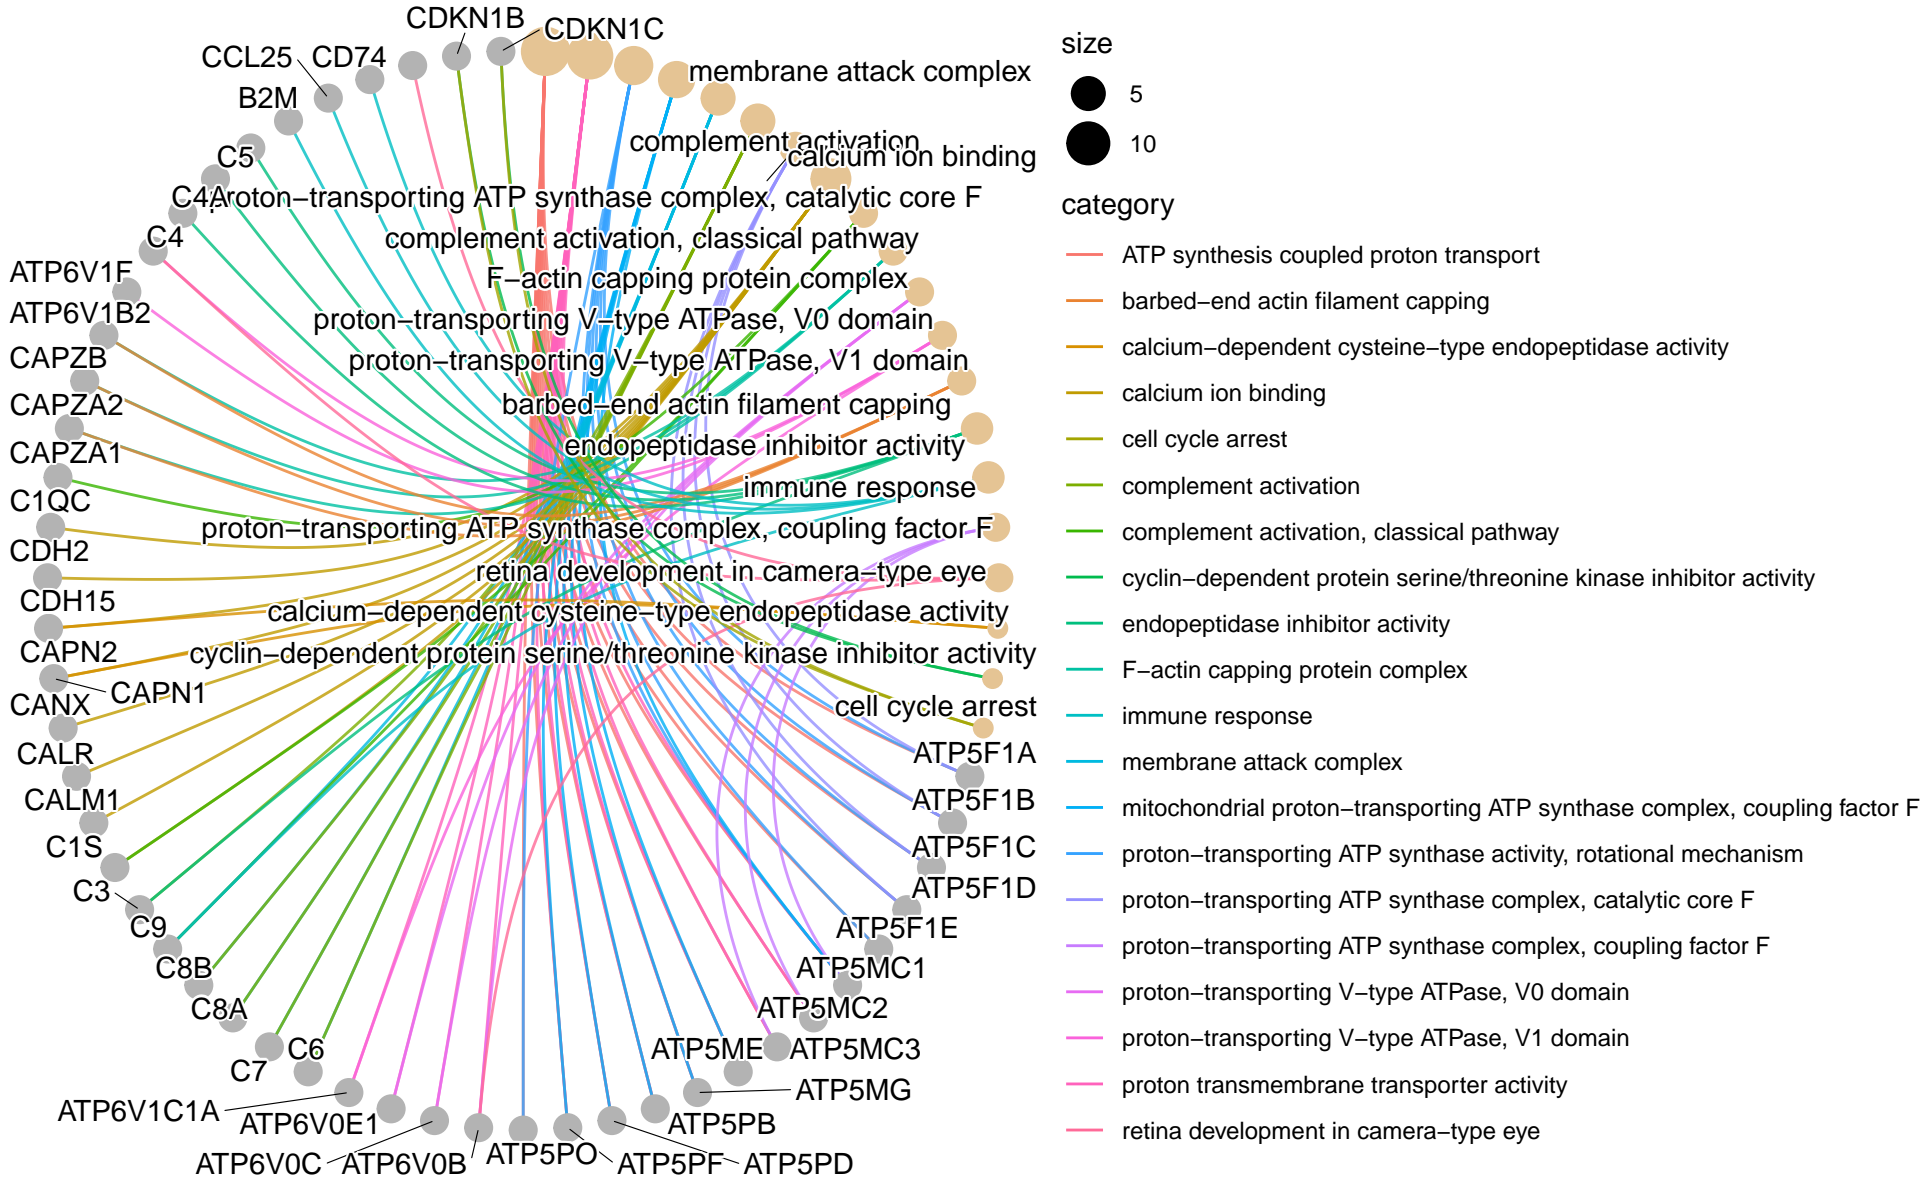 CDKN1B
CDKN1C
CCL25
CD74
membrane attack complex
B2M
complement activation
calcium ion binding
C5
C4A
proton−transporting ATP synthase complex, catalytic core F
C4
complement activation, classical pathway
ATP6V1F
F−actin capping protein complex
ATP6V1B2
proton−transporting V−type ATPase, V0 domain
CAPZB
proton−transporting V−type ATPase, V1 domain
CAPZA2
barbed−end actin filament capping
CAPZA1
endopeptidase inhibitor activity
C1QC
immune response
CDH2
proton−transporting ATP synthase complex, coupling factor F
CDH15
retina development in camera−type eye
calcium−dependent cysteine−type endopeptidase activity
CAPN2
cyclin−dependent protein serine/threonine kinase inhibitor activity
CAPN1
CANX
cell cycle arrest
CALR
ATP5F1A
CALM1
ATP5F1B
C1S
ATP5F1C
C3
ATP5F1D
C9
ATP5F1E
C8B
ATP5MC1
C8A
ATP5MC2
C7
C6
ATP5ME
ATP5MC3
ATP5MG
ATP6V1C1A
ATP6V0E1
ATP5PB
ATP6V0C
ATP6V0B
ATP5PO
ATP5PF
ATP5PD
size
5
10
category
ATP synthesis coupled proton transport
barbed−end actin filament capping
calcium−dependent cysteine−type endopeptidase activity
calcium ion binding
cell cycle arrest
complement activation
complement activation, classical pathway
cyclin−dependent protein serine/threonine kinase inhibitor activity
endopeptidase inhibitor activity
F−actin capping protein complex
immune response
membrane attack complex
mitochondrial proton−transporting ATP synthase complex, coupling factor F
proton−transporting ATP synthase activity, rotational mechanism
proton−transporting ATP synthase complex, catalytic core F
proton−transporting ATP synthase complex, coupling factor F
proton−transporting V−type ATPase, V0 domain
proton−transporting V−type ATPase, V1 domain
proton transmembrane transporter activity
retina development in camera−type eye